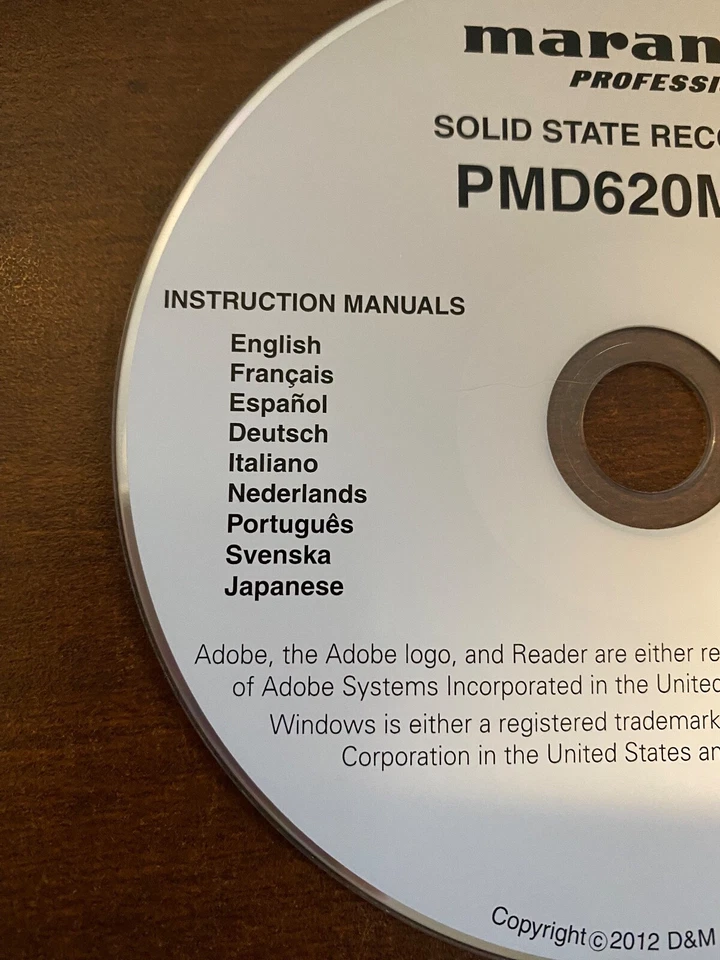 maran
PROFESSI
SOLID STATE RECO
PMD620M
INSTRUCTION MANUALS
English
Français
Español
Deutsch
Italiano
Nederlands
Português
Svenska
Japanese
Adobe, the Adobe logo, and Reader are either re
of Adobe Systems Incorporated in the United
Windows is either a registered trademark
Corporation in the United States an
Copyright©2012 D&M